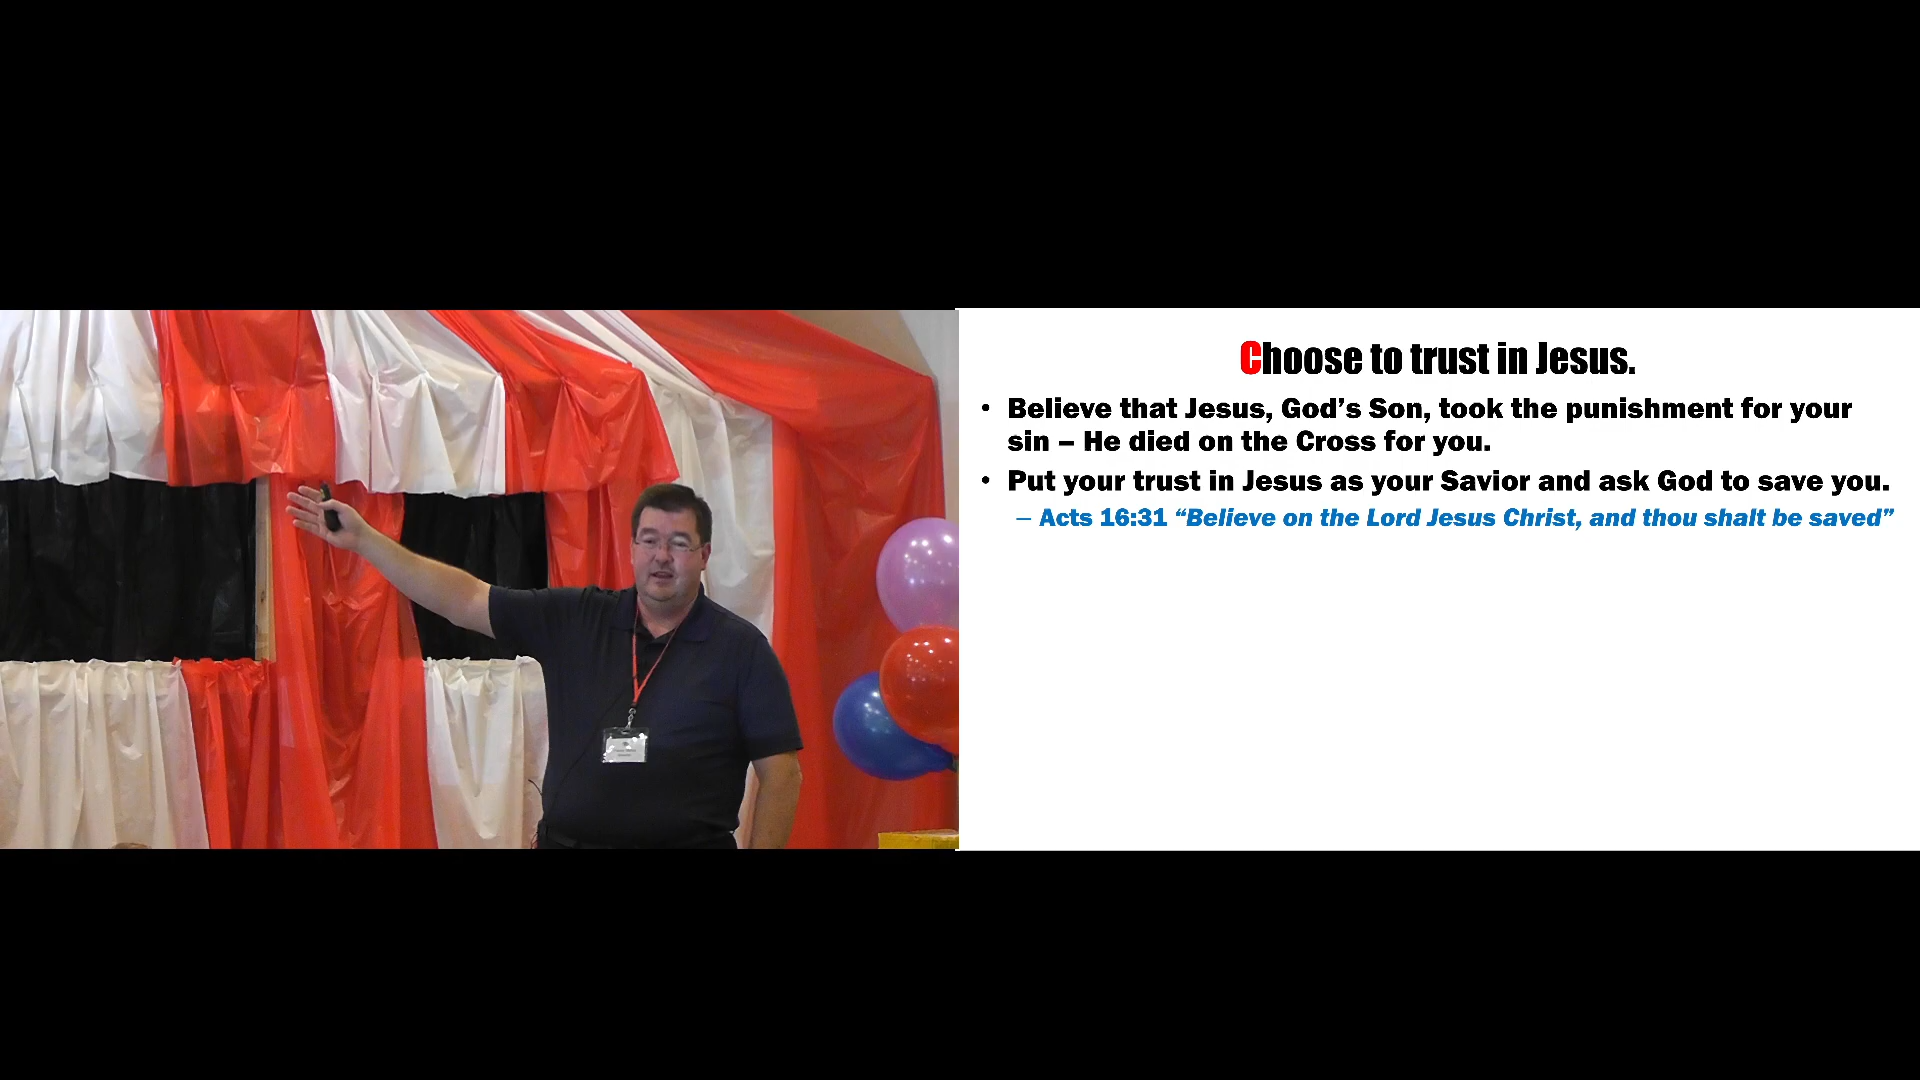 Choose to trust in Jesus.
• Believe that Jesus, God’s Son, took the punishment for your
sin – He died on the Cross for you.
• Put your trust in Jesus as your Savior and ask God to save you.
– Acts 16:31 “Believe on the Lord Jesus Christ, and thou shalt be saved”